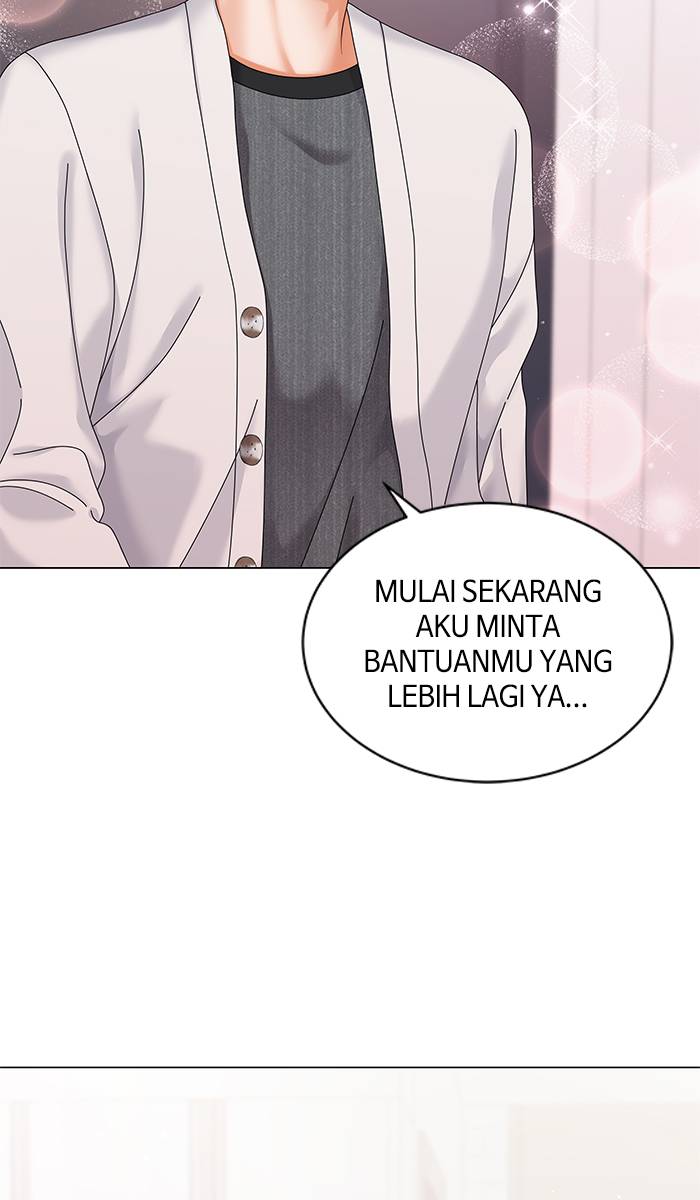 MULAI SEKARANG
AKU MINTA
BANTUANMU YANG
LEBIH LAGI YA...